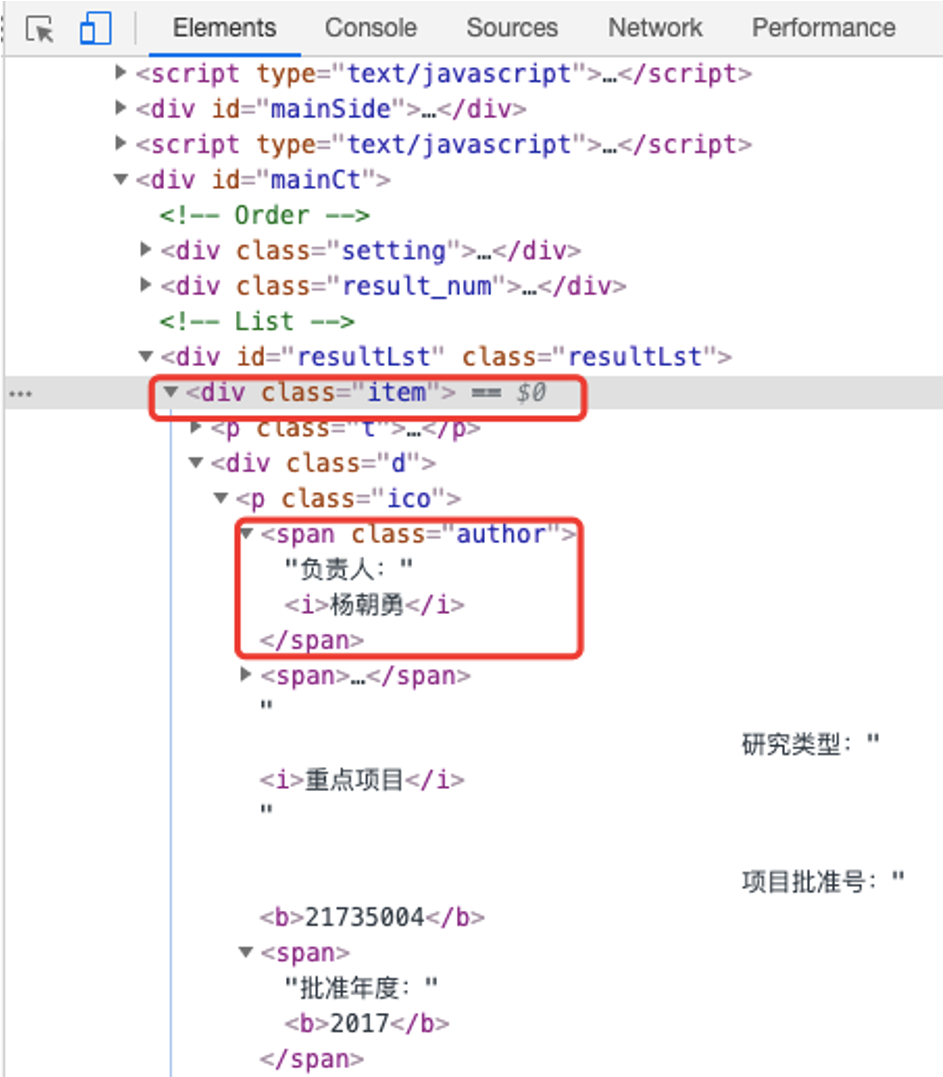 Elements Console Sources Network Performance
<script type="text/javascript">…</script>
<div id="mainSide">…</div>
<script type="text/javascript">…</script>
<div id="mainCt">
<!-- Order -->
<div class="setting">…</div>
<div class="result_num">…</div>
<!-- List -->
<div id="resultLst" class="resultLst">
<div class="item"> == $0
<p class="t">…</p>
<div class="d">
<p class="ico">
<span class="author">
"负责人："
<i>杨朝勇</i>
</span>
<span>…</span>
"
研究类型："
<i>重点项目</i>
"
项目批准号："
<b>21735004</b>
<span>
"批准年度："
<b>2017</b>
</span>